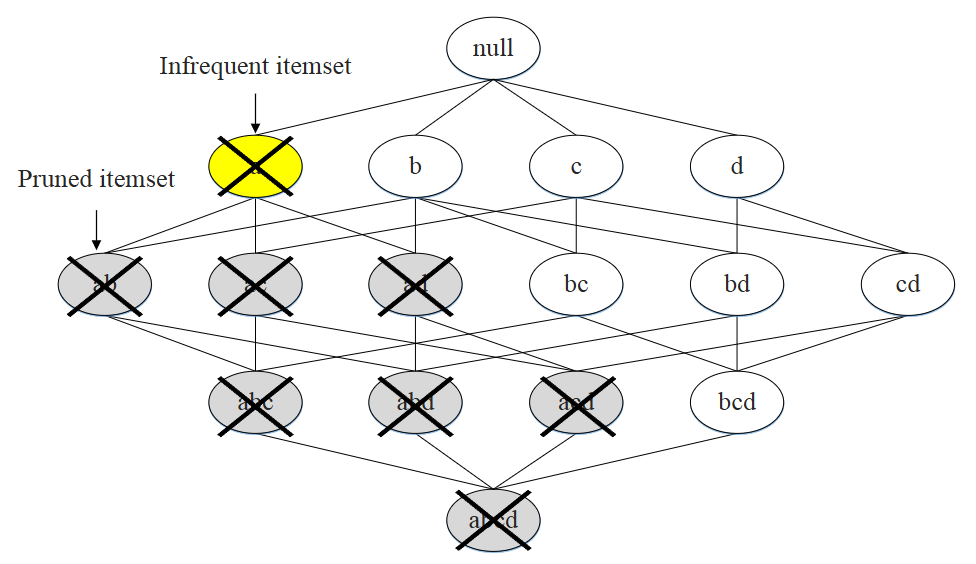 null
Infrequent itemset
a
b
c
d
Pruned itemset
ab
ac
ad
bc
bd
cd
abc
abd
acd
bcd
abcd